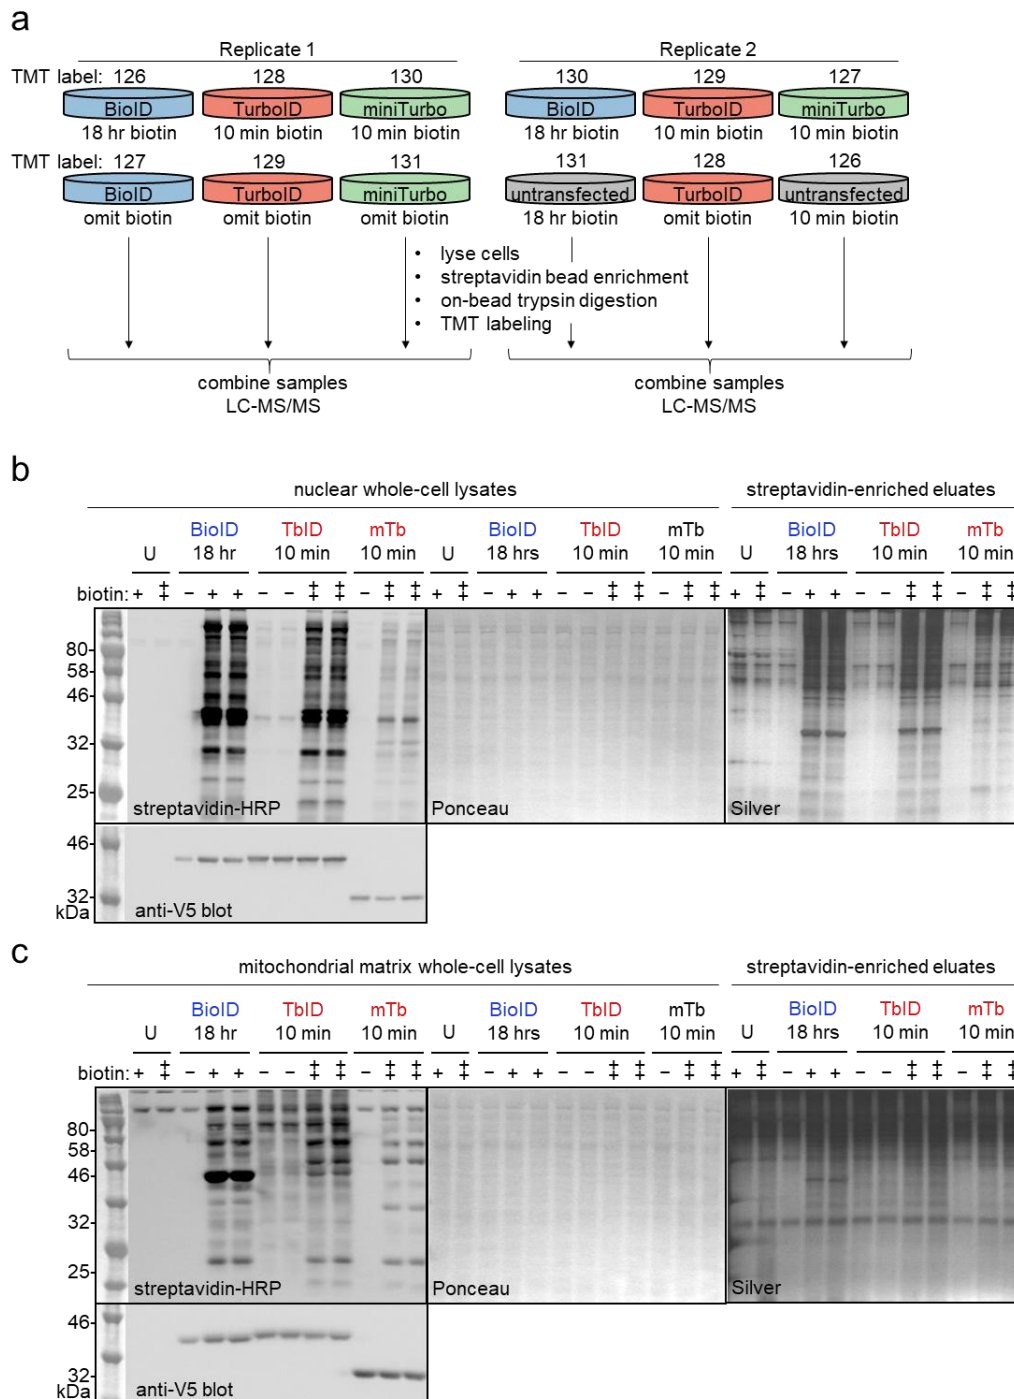 a
Replicate 1
Replicate 2
TMT label: 126 128 130 130 129 127
BioID TurboID miniTurbo BioID TurboID miniTurbo
18 hr biotin 10 min biotin 10 min biotin 18 hr biotin 10 min biotin 10 min biotin
TMT label: 127 129 131 131 128 126
BioID TurboID miniTurbo untransfected TurboID untransfected
omit biotin omit biotin omit biotin 18 hr biotin omit biotin 10 min biotin
• lyse cells
• streptavidin bead enrichment
• on-bead trypsin digestion
• TMT labeling
combine samples combine samples
LC-MS/MS LC-MS/MS
b
nuclear whole-cell lysates streptavidin-enriched eluates
BioID TbID mTb BioID TbID mTb BioID TbID mTb
U 18 hr 10 min 10 min U 18 hrs 10 min 10 min U 18 hrs 10 min 10 min
biotin: + ‡ − + + − − ‡ ‡ − ‡ ‡ + ‡ − + + − − ‡ ‡ − ‡ ‡ + ‡ − + + − − ‡ ‡ − ‡ ‡
80-
58-
46-
32-
25-
streptavidin-HRP Ponceau Silver
46-
32-
kDa anti-V5 blot
c
mitochondrial matrix whole-cell lysates streptavidin-enriched eluates
BioID TbID mTb BioID TbID mTb BioID TbID mTb
U 18 hr 10 min 10 min U 18 hrs 10 min 10 min U 18 hrs 10 min 10 min
biotin: + ‡ − + + − − ‡ ‡ − ‡ ‡ + ‡ − + + − − ‡ ‡ − ‡ ‡ + ‡ − + + − − ‡ ‡ − ‡ ‡
80-
58-
46-
32-
25-
streptavidin-HRP Ponceau Silver
46-
32-
kDa anti-V5 blot